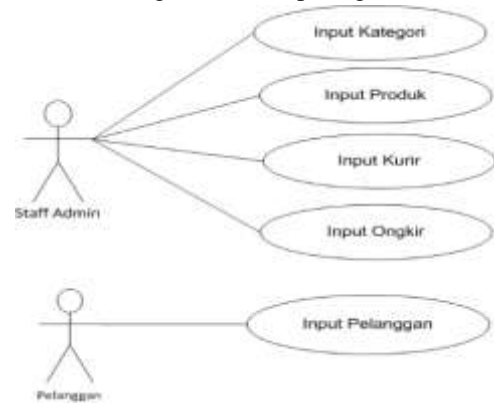 Input Kategori
Input Produk
Input Kurir
Staff Admin
Input Ongkir
Input Pelanggan
Pelanggan